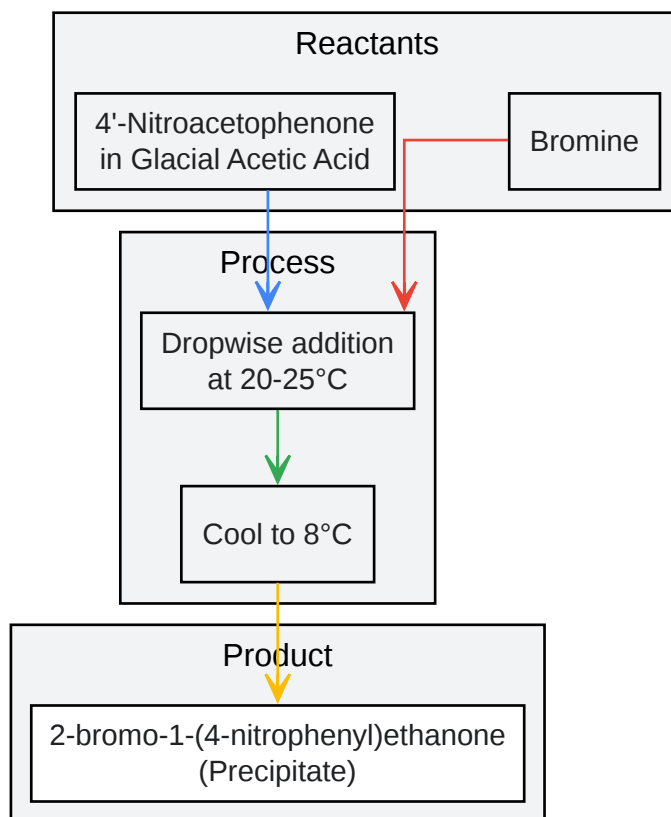 Reactants
4'-Nitroacetophenone
in Glacial Acetic Acid
Bromine
Process
Dropwise addition
at 20-25°C
Cool to 8°C
Product
2-bromo-1-(4-nitrophenyl)ethanone
(Precipitate)